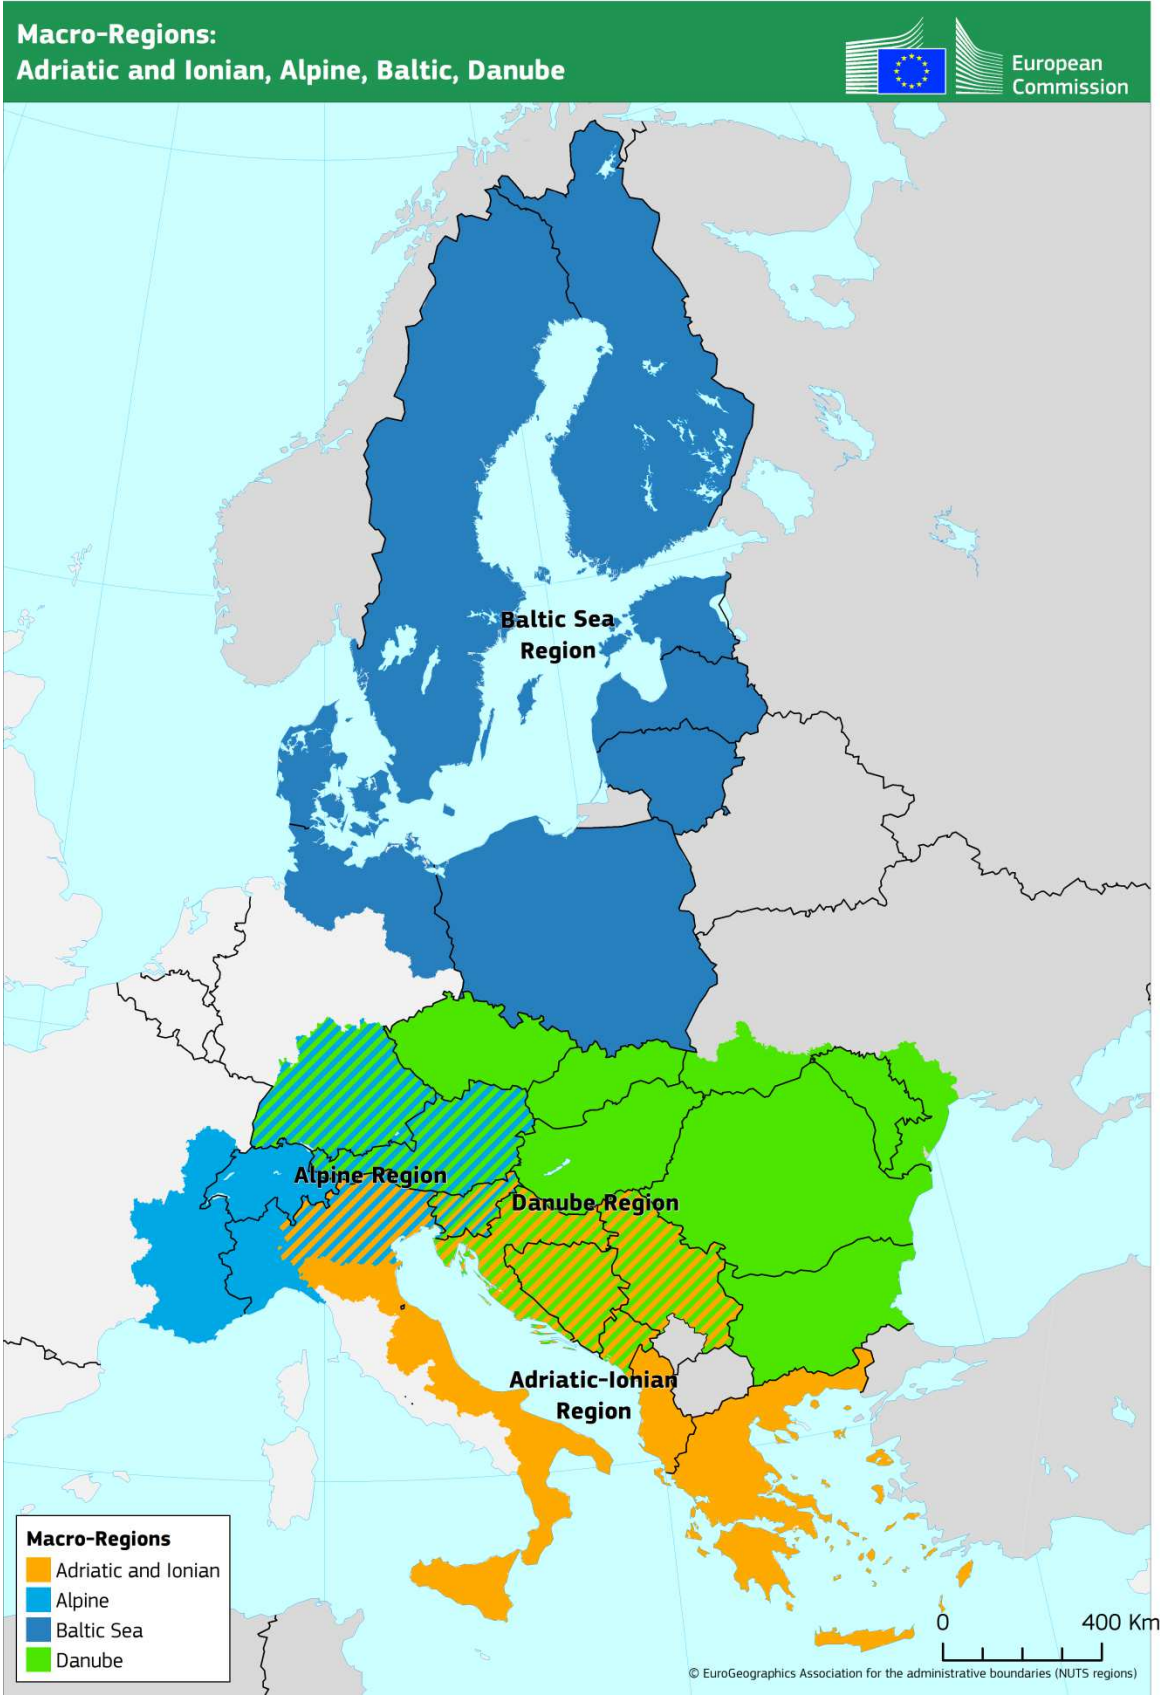 Macro-Regions:
Adriatic and Ionian, Alpine, Baltic, Danube
European
Commission
Baltic Sea
Region
Alpine Region
Danube Region
Adriatic-Ionian
Region
Macro-Regions
Adriatic and Ionian
Alpine
Baltic Sea
Danube
0 400 Km
© EuroGeographics Association for the administrative boundaries (NUTS regions)